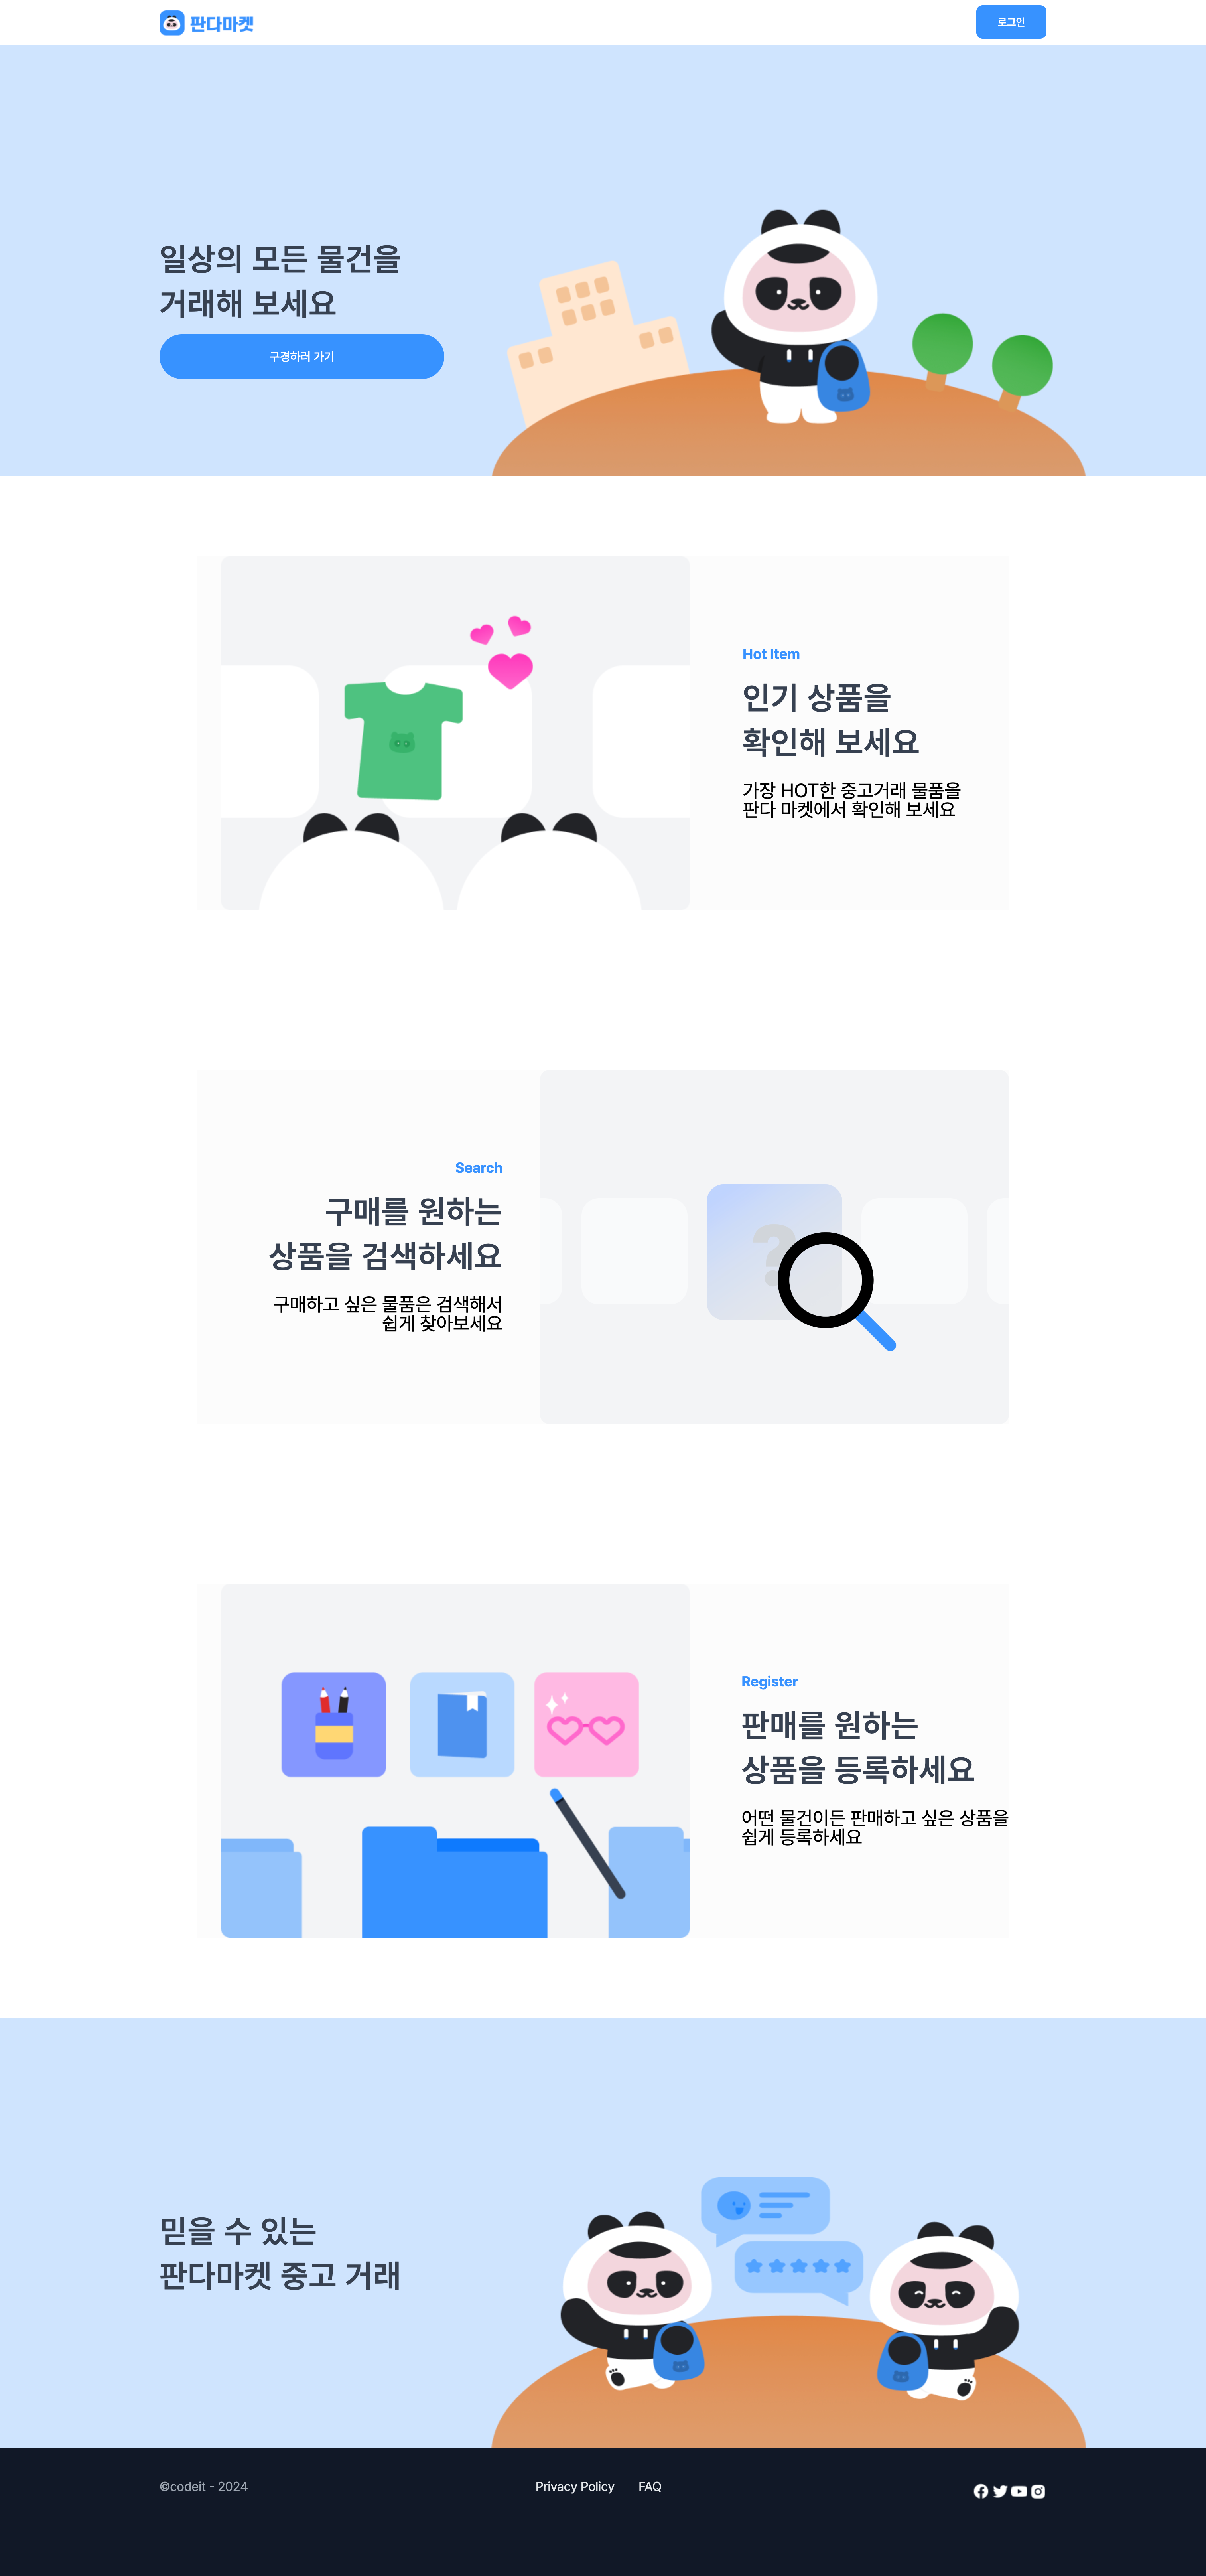 판다마켓
로그인
일상의 모든 물건을
거래해 보세요
구경하러 가기
Hot Item
인기 상품을
확인해 보세요
가장 HOT한 중고거래 물품을
판다 마켓에서 확인해 보세요
Search
구매를 원하는
상품을 검색하세요
구매하고 싶은 물품은 검색해서
쉽게 찾아보세요
?
Register
판매를 원하는
상품을 등록하세요
어떤 물건이든 판매하고 싶은 상품을
쉽게 등록하세요
믿을 수 있는
판다마켓 중고 거래
©codeit - 2024
Privacy Policy
FAQ